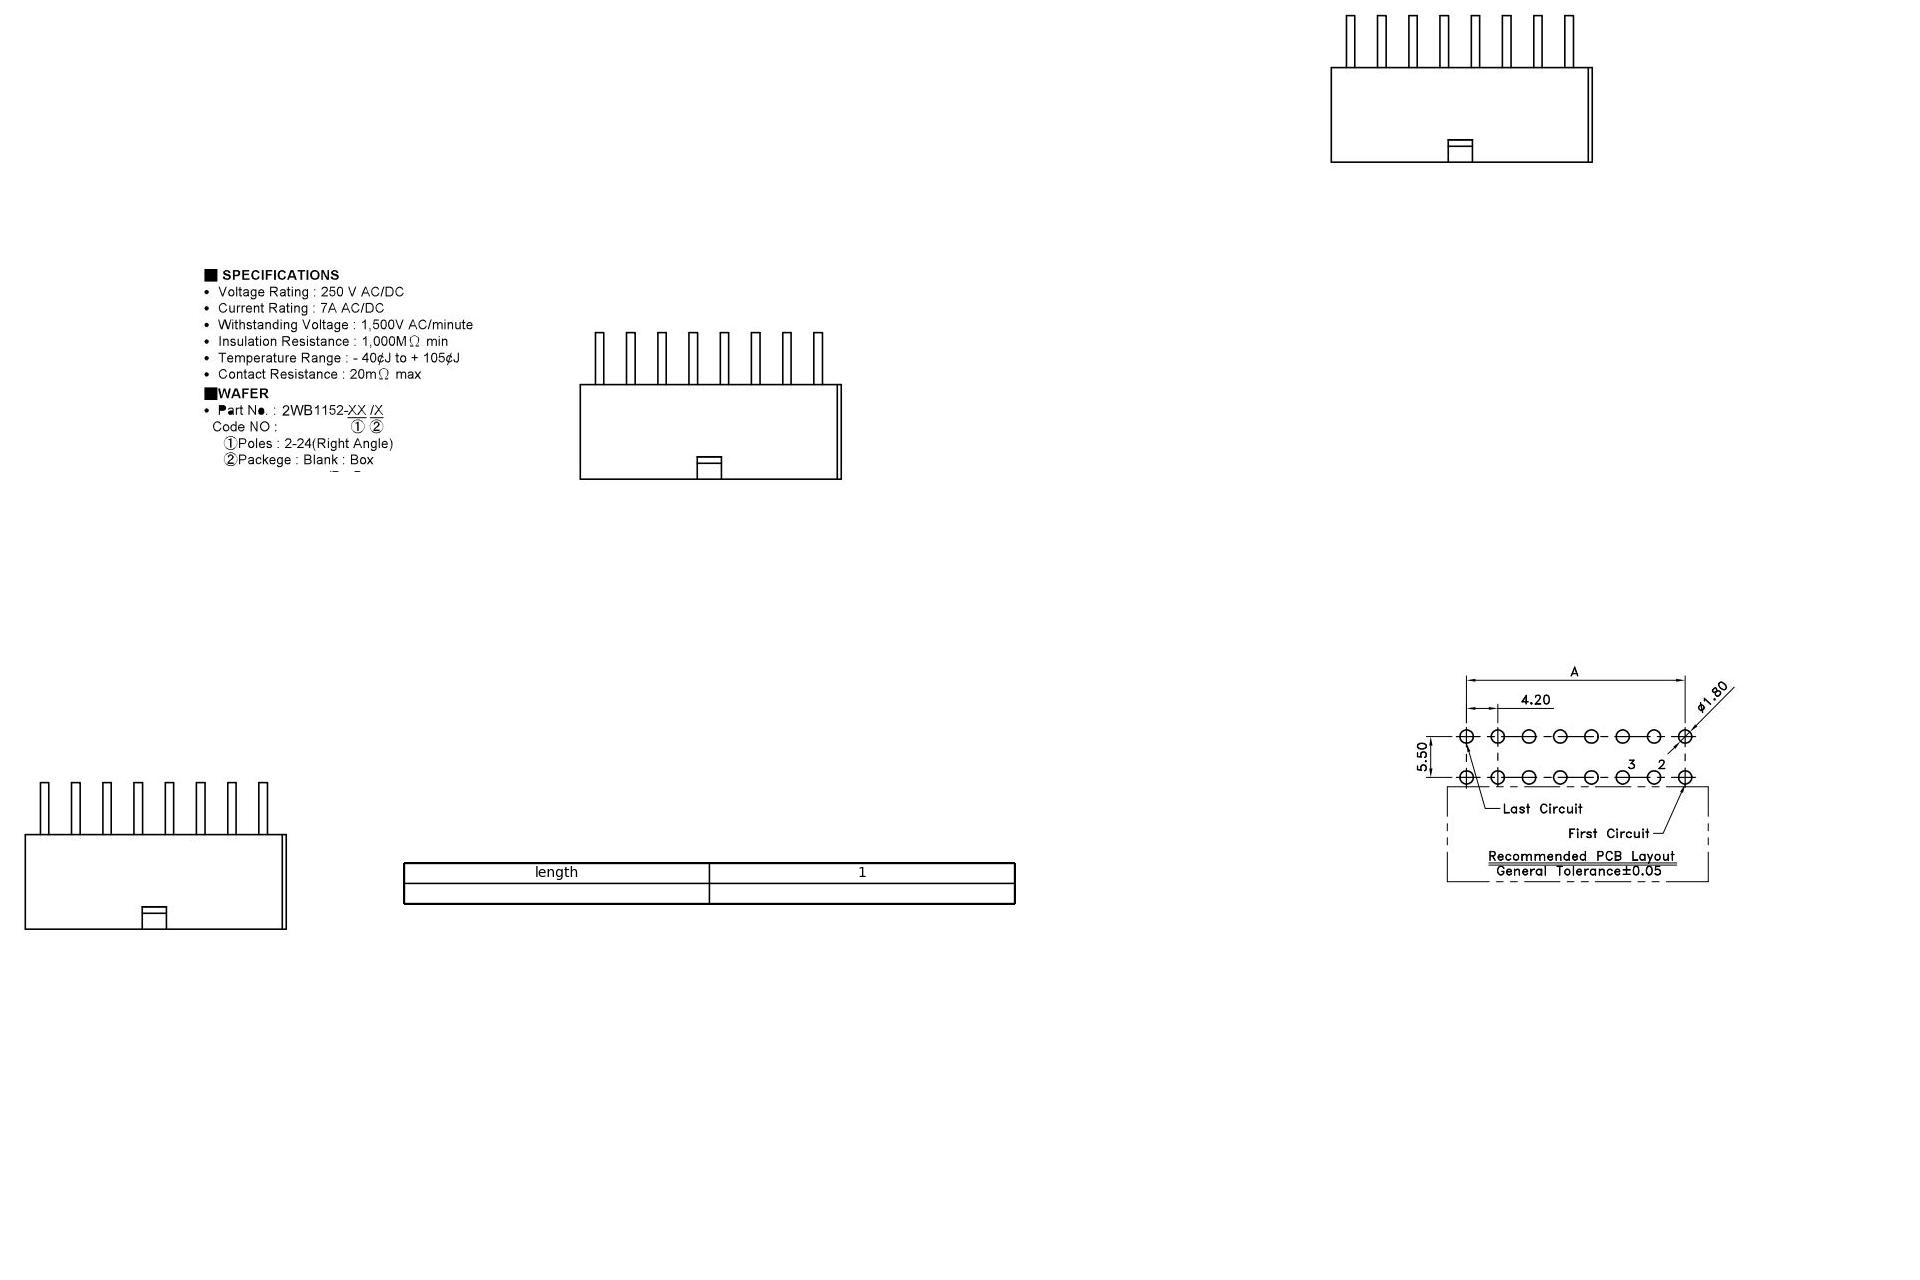 ■ SPECIFICATIONS
• Voltage Rating : 250 V AC/DC
• Current Rating : 7A AC/DC
• Withstanding Voltage : 1,500V AC/minute
• Insulation Resistance : 1,000MΩ min
• Temperature Range : - 40¢J to + 105¢J
• Contact Resistance : 20mΩ max
■WAFER
• Part No. : 2WB1152-XX /X
Code NO : ① ②
①Poles : 2-24(Right Angle)
②Packege : Blank : Box
A
4.20
ø1.80
5.50
3 2
Last Circuit
First Circuit
Recommended PCB Layout
General Tolerance±0.05
length 1